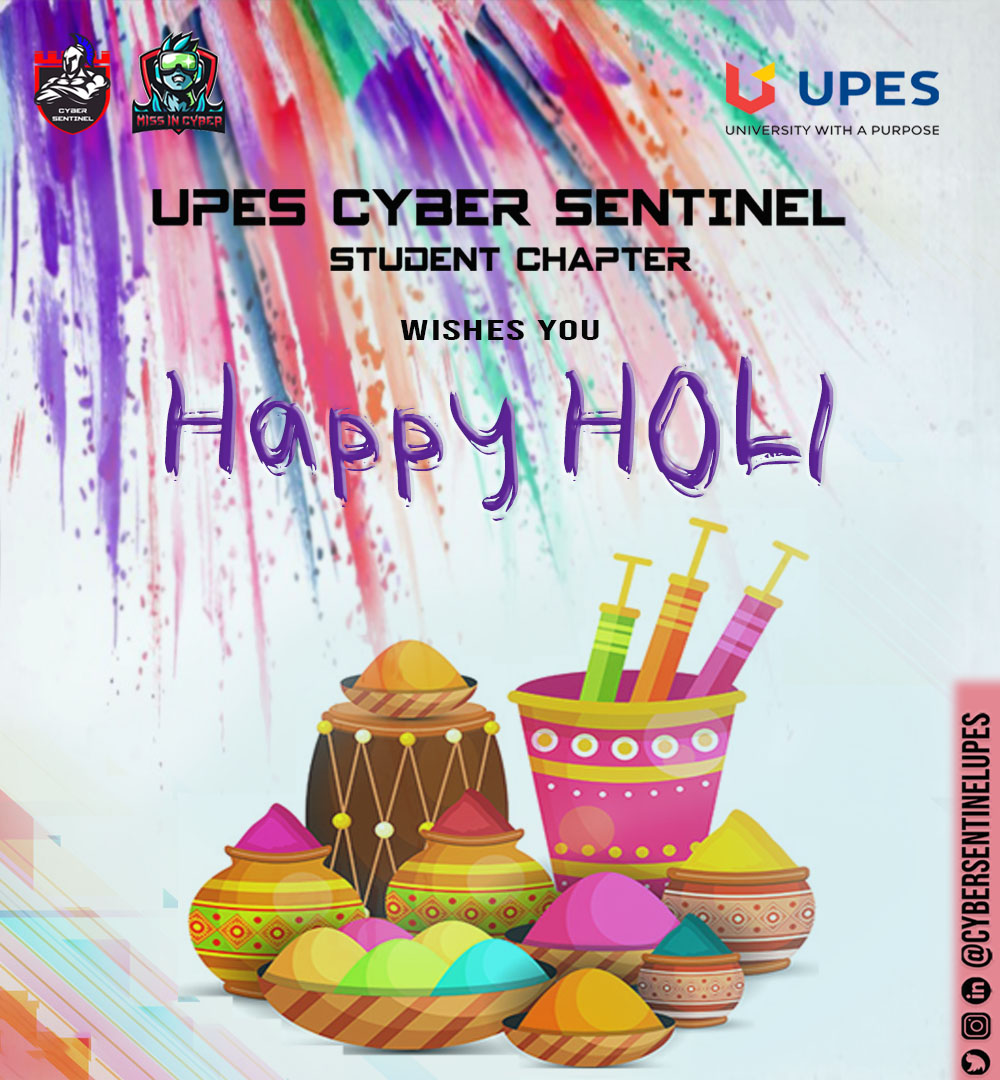 CYBER
SENTINEL
MISS IN CYBER
UPES
UNIVERSITY WITH A PURPOSE
UPES CYBER SENTINEL
STUDENT CHAPTER
WISHES YOU
Happy HOLI
@CYBERSENTINELUPES